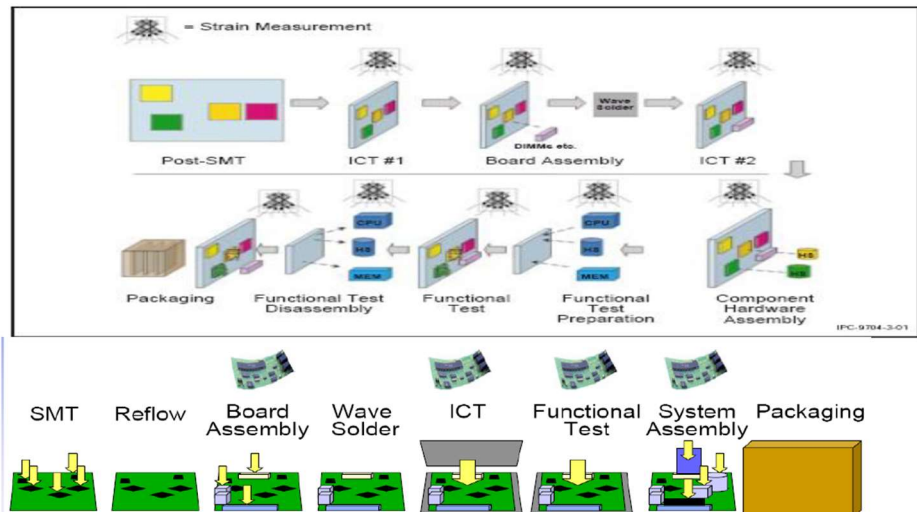 = Strain Measurement
Wave
Solder
DIMMs etc.
Post-SMT
ICT #1
Board Assembly
ICT #2
CPU
HS
MEM
CPU
HS
MEM
HS
HS
Packaging
Functional Test
Disassembly
Functional
Test
Functional
Test
Preparation
Component
Hardware
Assembly
IPC-9704-3-01
SMT
Reflow
Board
Assembly
Wave
Solder
ICT
Functional
Test
System
Assembly
Packaging